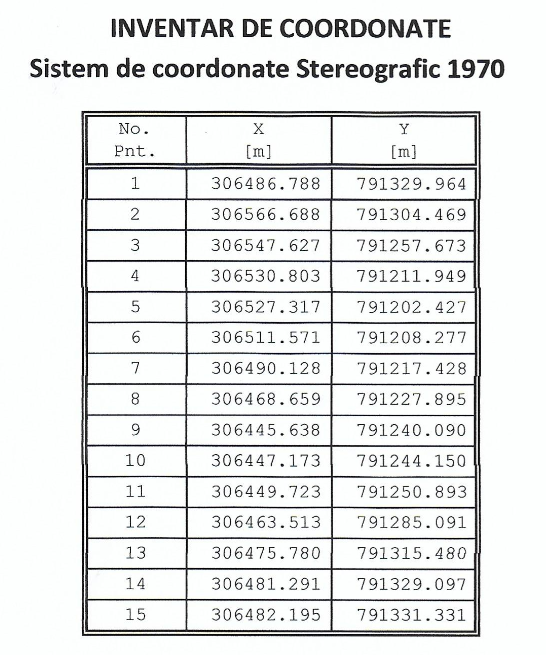 INVENTAR DE COORDONATE
Sistem de coordonate Stereografic 1970
No. X Y
Pnt. [m] [m]
1 306486.788 791329.964
2 306566.688 791304.469
3 306547.627 791257.673
4 306530.803 791211.949
5 306527.317 791202.427
6 306511.571 791208.277
7 306490.128 791217.428
8 306468.659 791227.895
9 306445.638 791240.090
10 306447.173 791244.150
11 306449.723 791250.893
12 306463.513 791285.091
13 306475.780 791315.480
14 306481.291 791329.097
15 306482.195 791331.331